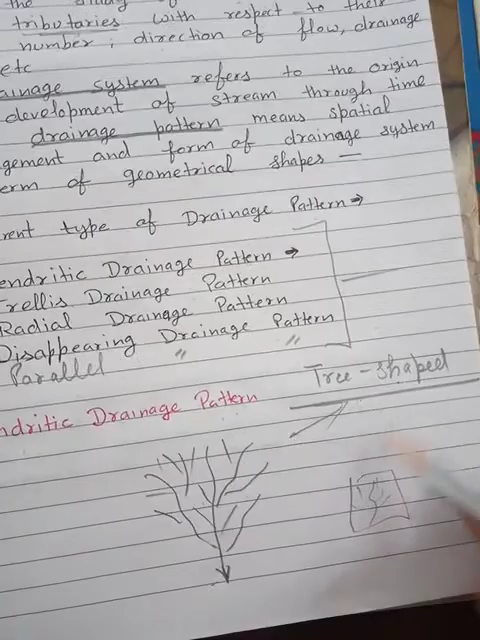 the
tributaries with respect to their
number, direction of flow, drainage
etc
ainage system refers to the origin
development of stream through time
drainage pattern means spatial
gement and form of drainage system
erm of geometrical shapes —
rent type of Drainage Pattern →
endritic Drainage Pattern →
Trellis Drainage Pattern
Radial Drainage Pattern
Disappearing Drainage Pattern
Parallel " "
Tree-shaped
ndritic Drainage Pattern